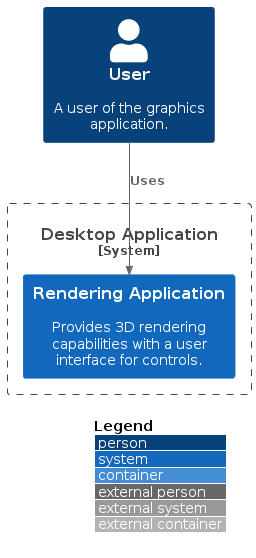 User
A user of the graphics
application.
Uses
Desktop Application
[System]
Rendering Application
Provides 3D rendering
capabilities with a user
interface for controls.
Legend
person
system
container
external person
external system
external container